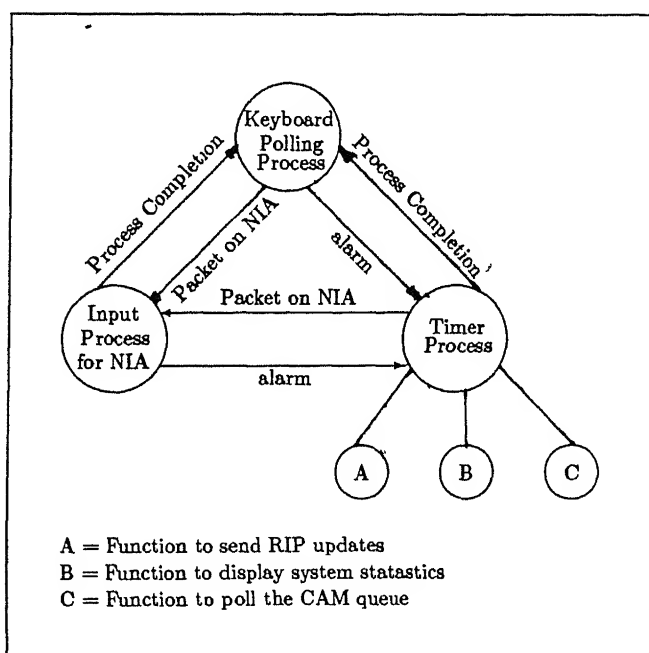 Keyboard
Polling
Process
Process Completion
Process Completion
Packet on NIA
alarm
Packet on NIA
Input
Process
for NIA
Timer
Process
alarm
A
B
C
A = Function to send RIP updates
B = Function to display system statastics
C = Function to poll the CAM queue